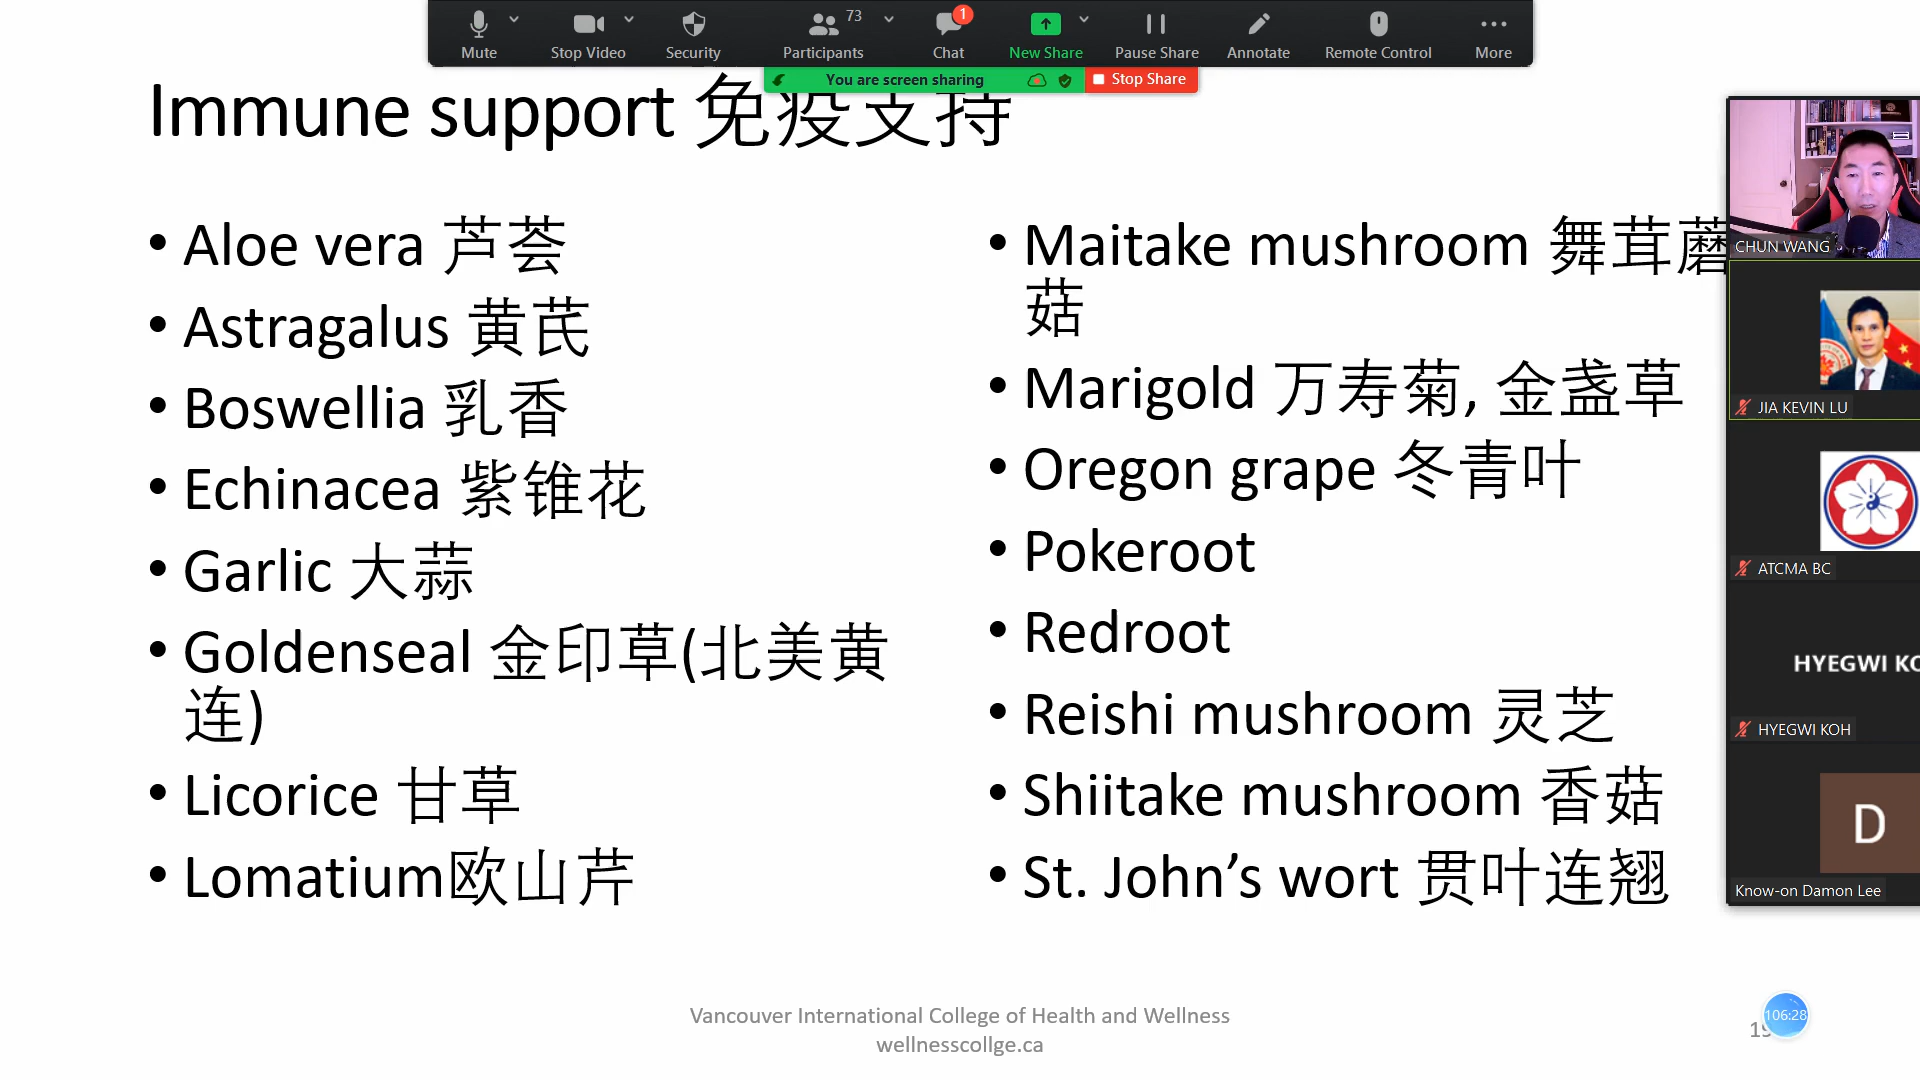 Mute
Stop Video
Security
Participants
73
Chat
1
New Share
Pause Share
Annotate
Remote Control
More
You are screen sharing
Stop Share
Immune support 免疫支持
• Aloe vera 芦荟
• Astragalus 黄芪
• Boswellia 乳香
• Echinacea 紫锥花
• Garlic 大蒜
• Goldenseal 金印草(北美黄
连)
• Licorice 甘草
• Lomatium欧山芹
• Maitake mushroom 舞茸蘑
菇
• Marigold 万寿菊, 金盏草
• Oregon grape 冬青叶
• Pokeroot
• Redroot
• Reishi mushroom 灵芝
• Shiitake mushroom 香菇
• St. John’s wort 贯叶连翘
CHUN WANG
JIA KEVIN LU
ATCMA BC
HYEGWI KO
HYEGWI KOH
D
Know-on Damon Lee
Vancouver International College of Health and Wellness
wellnesscollge.ca
106:28